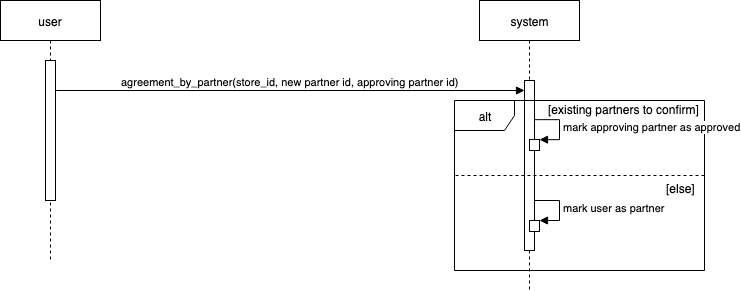 user
system
agreement_by_partner(store_id, new partner id, approving partner id)
alt
[existing partners to confirm]
mark approving partner as approved
[else]
mark user as partner